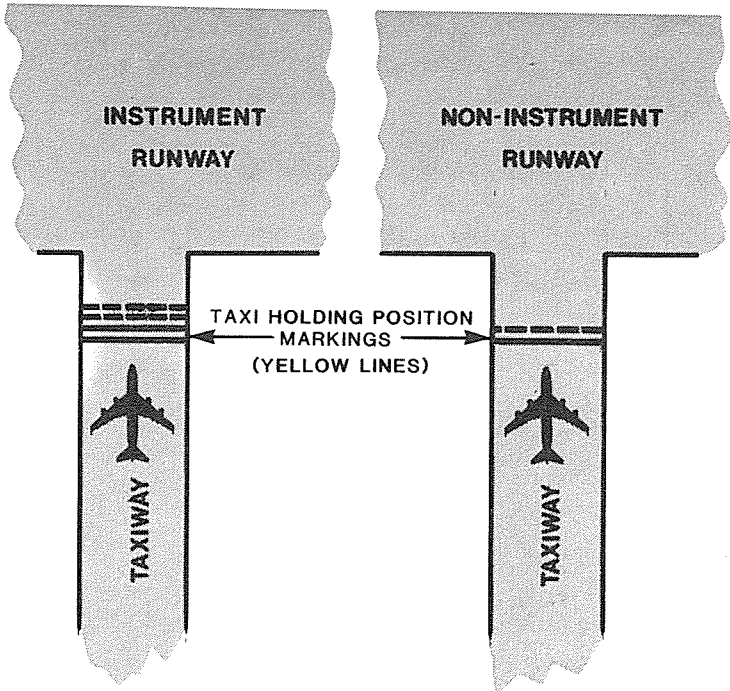 INSTRUMENT
RUNWAY
NON-INSTRUMENT
RUNWAY
TAXI HOLDING POSITION
MARKINGS
(YELLOW LINES)
TAXIWAY
TAXIWAY